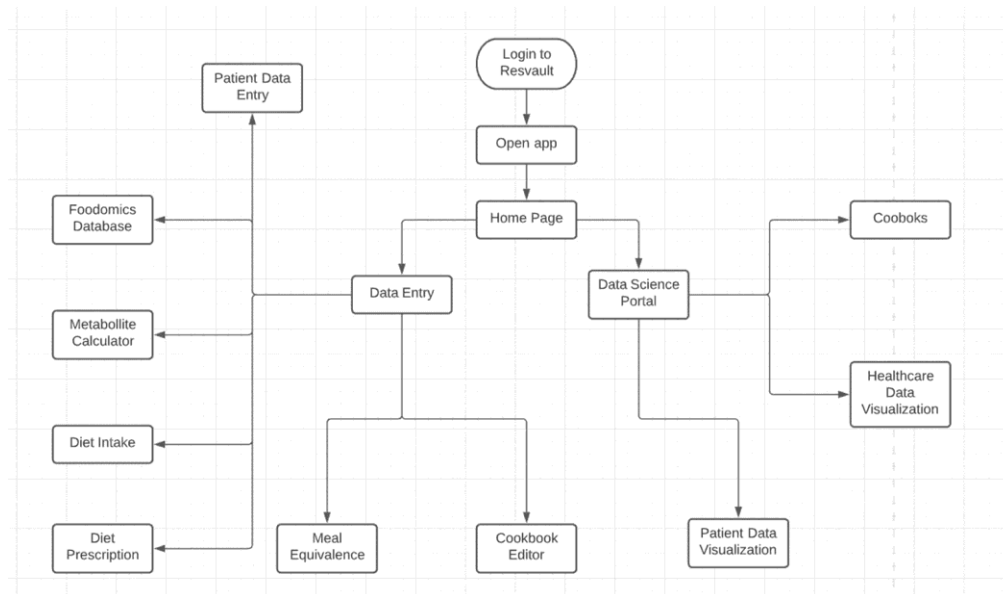 Login to
Resvault
Patient Data
Entry
Open app
Foodomics
Database
Home Page
Cooboks
Data Entry
Data Science
Portal
Metabollite
Calculator
Healthcare
Data
Visualization
Diet Intake
Diet
Prescription
Meal
Equivalence
Cookbook
Editor
Patient Data
Visualization